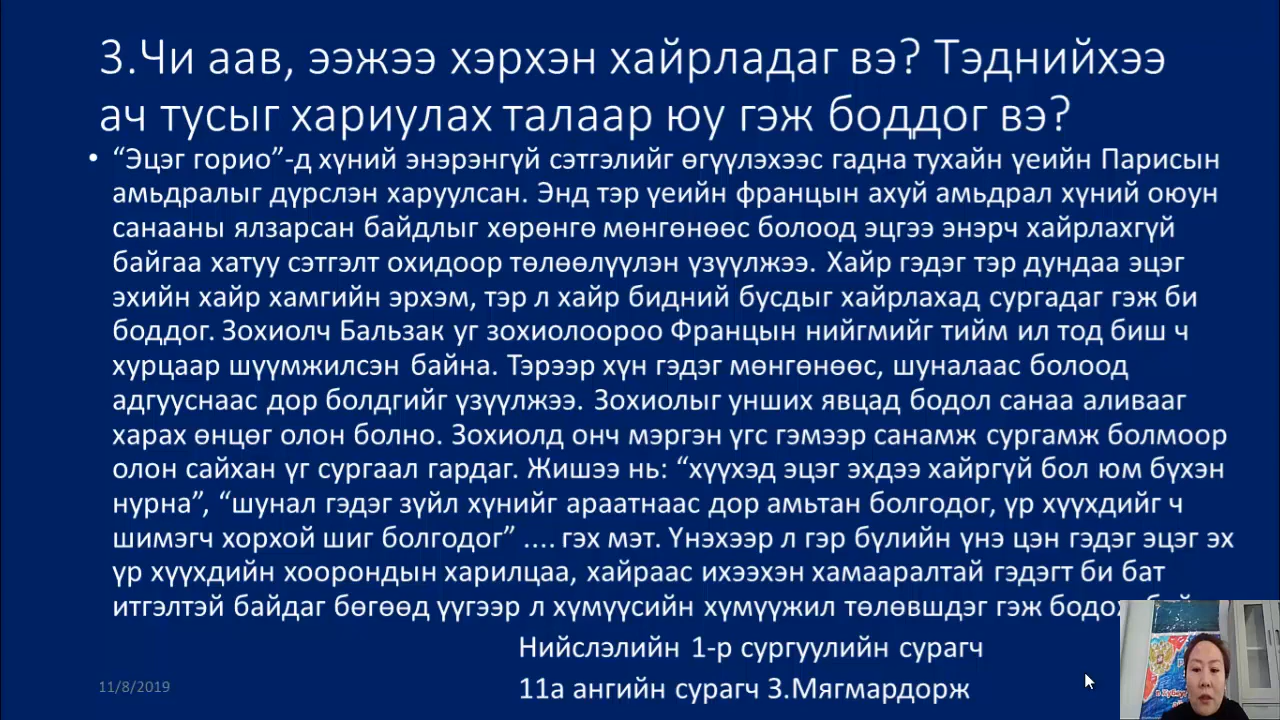 3.Чи аав, ээжээ хэрхэн хайрладаг вэ? Тэднийхээ
ач тусыг хариулах талаар юу гэж боддог вэ?
• “Эцэг горио”-д хүний энэрэнгүй сэтгэлийг өгүүлэхээс гадна тухайн үеийн Парисын
амьдралыг дүрслэн харуулсан. Энд тэр үеийн францын ахуй амьдрал хүний оюун
санааны ялзарсан байдлыг хөрөнгө мөнгөнөөс болоод эцгээ энэрч хайрлахгүй
байгаа хатуу сэтгэлт охидоор төлөөлүүлэн үзүүлжээ. Хайр гэдэг тэр дундаа эцэг
эхийн хайр хамгийн эрхэм, тэр л хайр бидний бусдыг хайрлахад сургадаг гэж би
боддог. Зохиолч Бальзак уг зохиолоороо Францын нийгмийг тийм ил тод биш ч
хурцаар шүүмжилсэн байна. Тэрээр хүн гэдэг мөнгөнөөс, шуналаас болоод
адгууснаас дор болдгийг үзүүлжээ. Зохиолыг унших явцад бодол санаа аливааг
харах өнцөг олон болно. Зохиолд онч мэргэн үгс гэмээр санамж сургамж болмоор
олон сайхан үг сургаал гардаг. Жишээ нь: “хүүхэд эцэг эхдээ хайргүй бол юм бүхэн
нурна”, “шунал гэдэг зүйл хүнийг араатнаас дор амьтан болгодог, үр хүүхдийг ч
шимэгч хорхой шиг болгодог” .... гэх мэт. Үнэхээр л гэр бүлийн үнэ цэн гэдэг эцэг эх
үр хүүхдийн хоорондын харилцаа, хайраас ихээхэн хамааралтай гэдэгт би бат
итгэлтэй байдаг бөгөөд үүгээр л хүмүүсийн хүмүүжил төлөвшдэг гэж
Нийслэлийн 1-р сургуулийн сурагч
11а ангийн сурагч З.Мягмардорж
11/8/2019